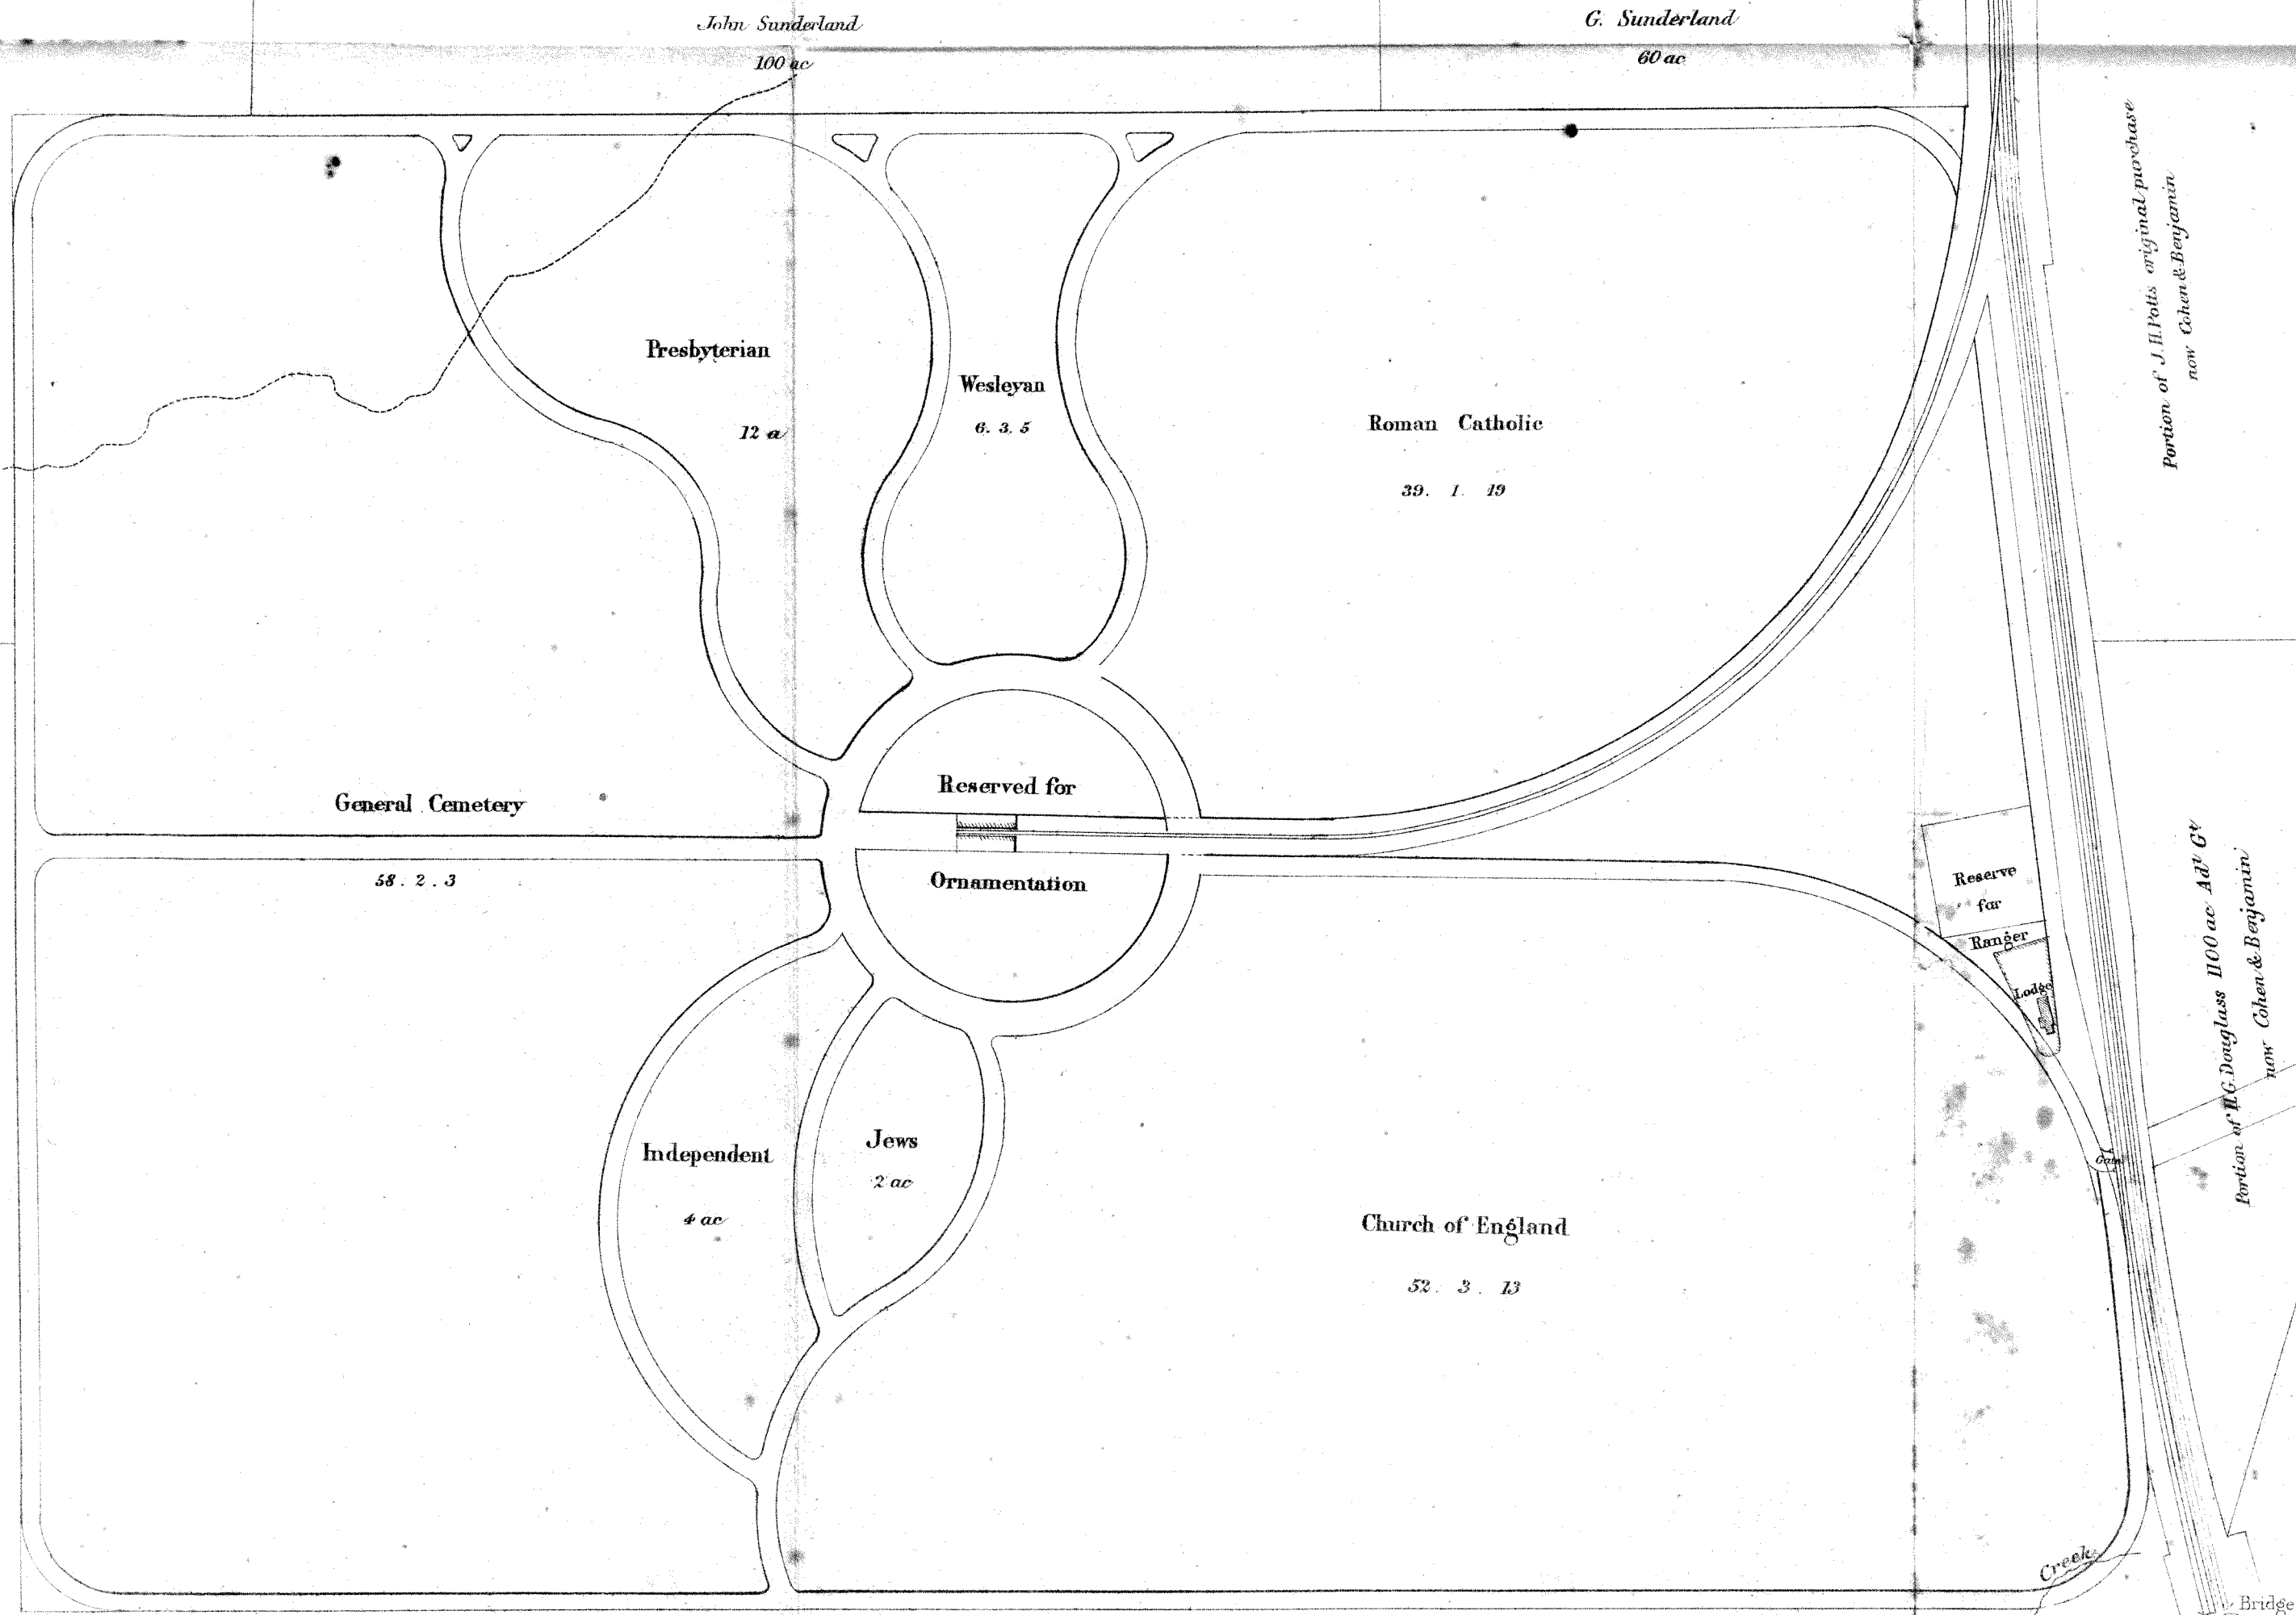 John Sunderland
100 ac
G. Sunderland
60 ac
Portion of J.H.Potts original purchase
now Cohen & Benjamin
Presbyterian
12 a
Wesleyan
6. 3. 5
Roman Catholic
39. 1. 19
General Cemetery
58. 2. 3
Reserved for
Ornamentation
Reserve
for
Ranger
Lodge
Portion of H.G.Douglass 1100 ac Adl Gt
now Cohen & Benjamin
Gate
Independent
4 ac
Jews
2 ac
Church of England
52. 3. 13
Creek
Bridge